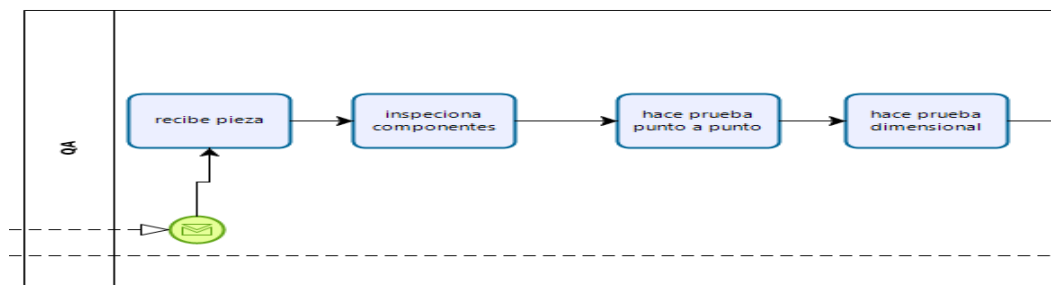 QA
recibe pieza
inspeciona
componentes
hace prueba
punto a punto
hace prueba
dimensional